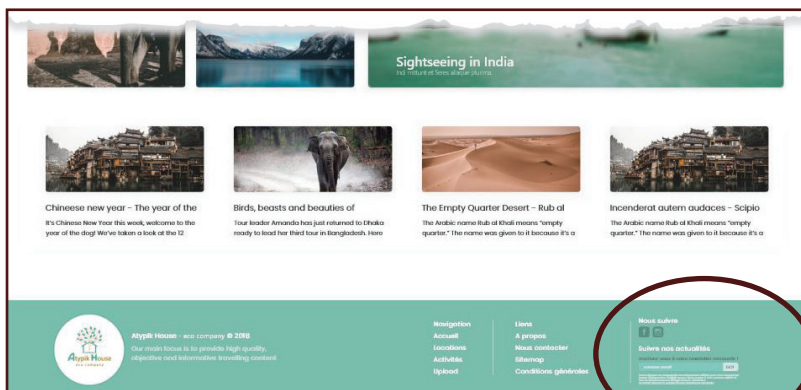 Sightseeing in India
Ind mitunt et Seres aliaque plurima
Chineese new year - The year of the
It's Chinese New Year this week, welcome to the
year of the dog! We've taken a look at the 12
Birds, beasts and beauties of
Tour leader Amanda has just returned to Dhaka
ready to lead her third tour in Bangladesh. Here
The Empty Quarter Desert - Rub al
The Arabic name Rub al Khali means "empty
quarter." The name was given to it because it's a
Incenderat autem audaces - Scipio
The Arabic name Rub al Khali means "empty
quarter." The name was given to it because it's a
Atypik House
eco company
Atypik House - eco company © 2018
Our main focus is to provide high quality,
objective and informative travelling content
Navigation
Accueil
Locations
Activités
Upload
Liens
A propos
Nous contacter
Sitemap
Conditions générales
Nous suivre
Suivre nos actualités